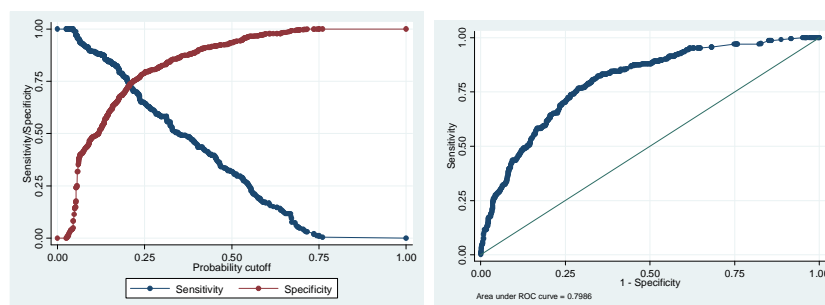 1.00
0.75
0.50
0.25
0.00
Sensitivity/Specificity
0.00 0.25 0.50 0.75 1.00
Probability cutoff
Sensitivity Specificity
1.00
0.75
0.50
0.25
0.00
Sensitivity
0.00 0.25 0.50 0.75 1.00
1 - Specificity
Area under ROC curve = 0.7986